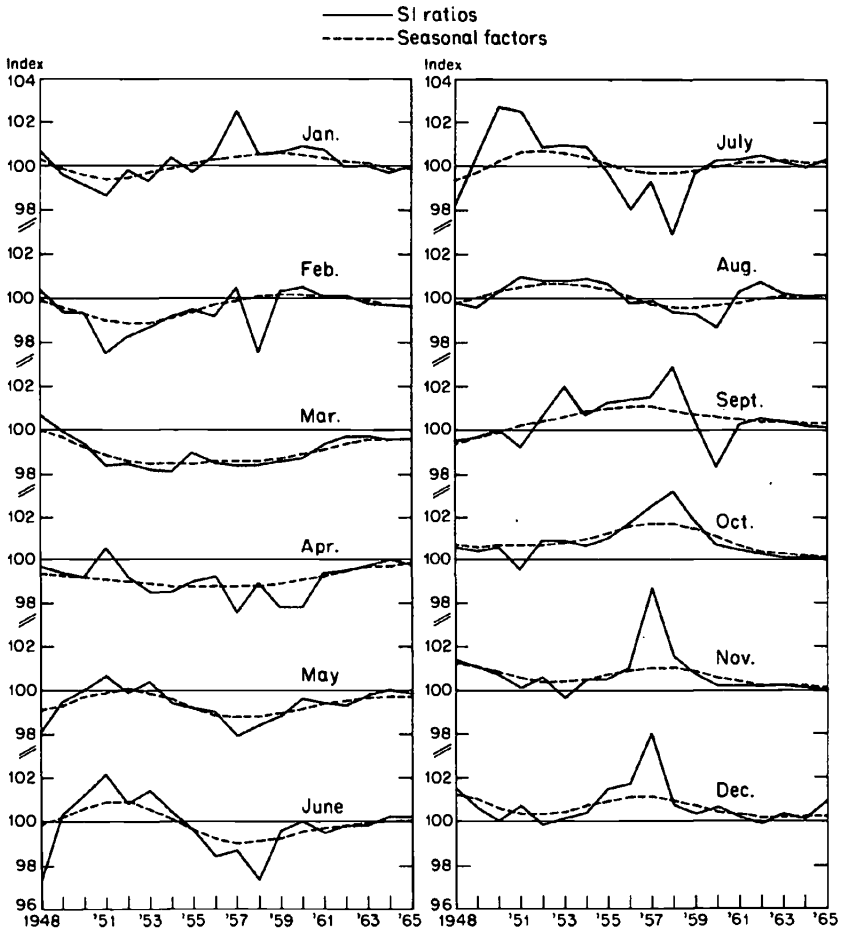 SI ratios
Seasonal factors
Index
104
102
100
98
Jan.
102
100
98
Feb.
102
100
98
Mar.
102
100
98
Apr.
102
100
98
May
102
100
98
96
June
1948 '51 '53 '55 '57 '59 '61 '63 '65
Index
104
102
100
98
July
102
100
98
Aug.
102
100
98
Sept.
102
100
98
Oct.
102
100
98
Nov.
102
100
98
96
Dec.
1948 '51 '53 '55 '57 '59 '61 '63 '65